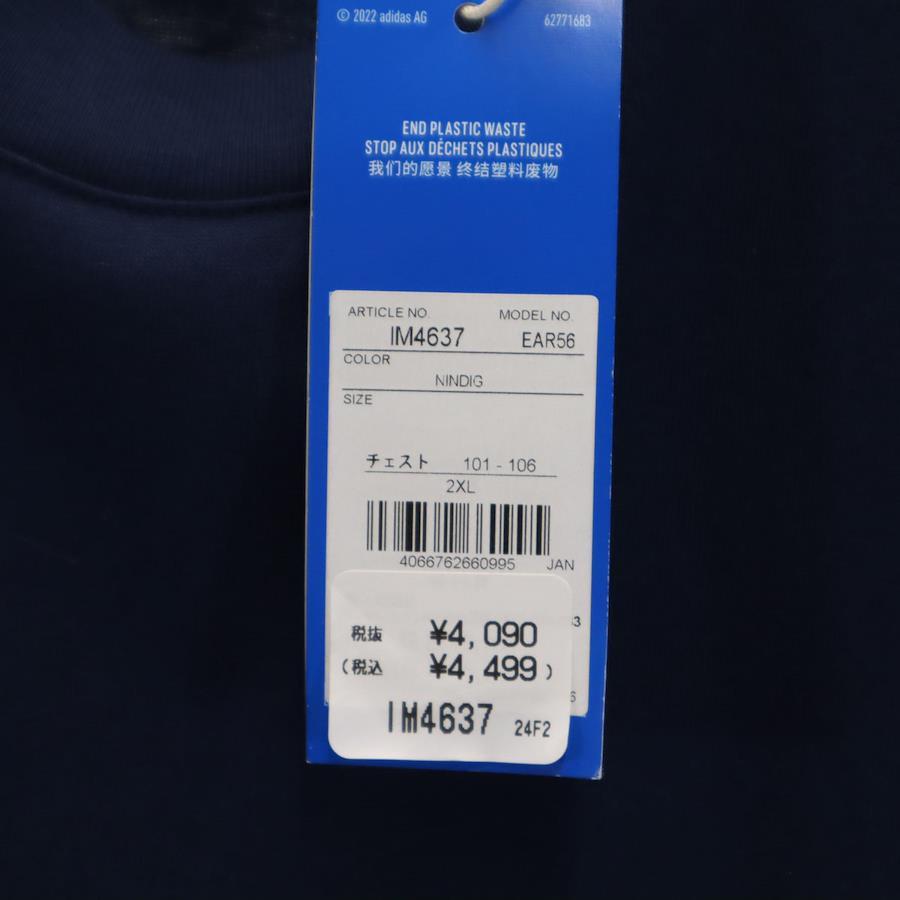 © 2022 adidas AG 62771683
END PLASTIC WASTE
STOP AUX DÉCHETS PLASTIQUES
我们的愿景 终结塑料废物
ARTICLE NO. MODEL NO.
IM4637 EAR56
COLOR
NINDIG
SIZE
チェスト 101 - 106
2XL
4066762660995 JAN
税抜 ¥4,090
(税込 ¥4,499)
IM4637 24F2